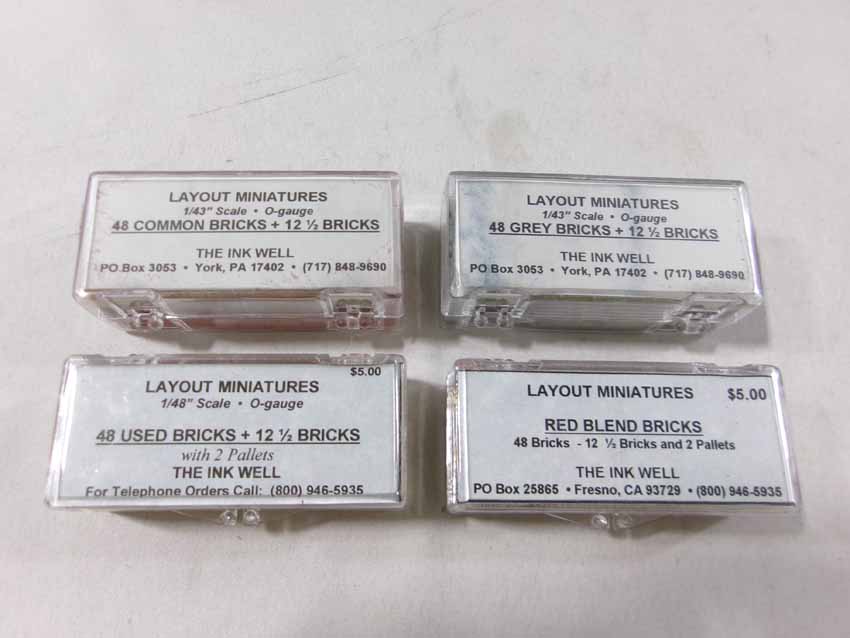 LAYOUT MINIATURES
1/43" Scale • O-gauge
48 COMMON BRICKS + 12 ½ BRICKS
THE INK WELL
PO.Box 3053 • York, PA 17402 • (717) 848-9690
LAYOUT MINIATURES
1/43" Scale • O-gauge
48 GREY BRICKS + 12 ½ BRICKS
THE INK WELL
PO.Box 3053 • York, PA 17402 • (717) 848-9690
$5.00
LAYOUT MINIATURES
1/48" Scale • O-gauge
48 USED BRICKS + 12 ½ BRICKS
with 2 Pallets
THE INK WELL
For Telephone Orders Call: (800) 946-5935
LAYOUT MINIATURES $5.00
RED BLEND BRICKS
48 Bricks - 12 ½ Bricks and 2 Pallets
THE INK WELL
PO Box 25865 • Fresno, CA 93729 • (800) 946-5935